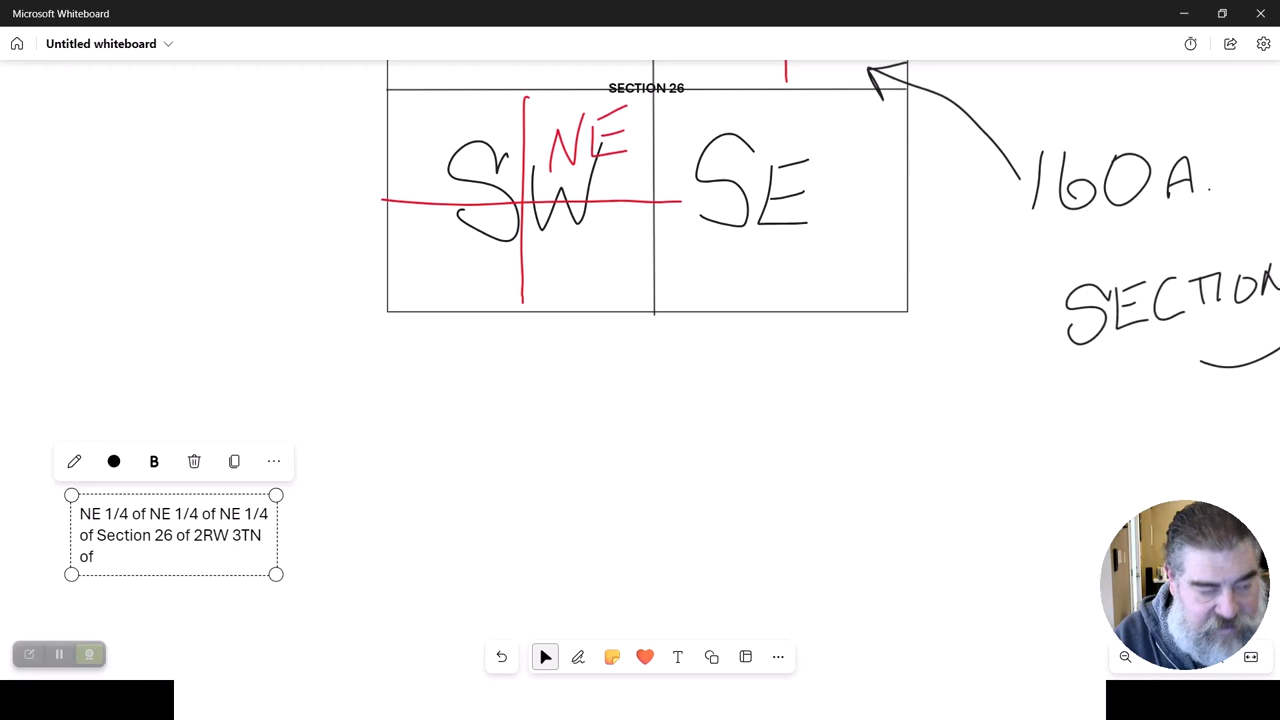 Microsoft Whiteboard
Untitled whiteboard
SECTION 26
NE
SW
SE
160 A.
SECTION
B
NE 1/4 of NE 1/4 of NE 1/4
of Section 26 of 2RW 3TN
of
T